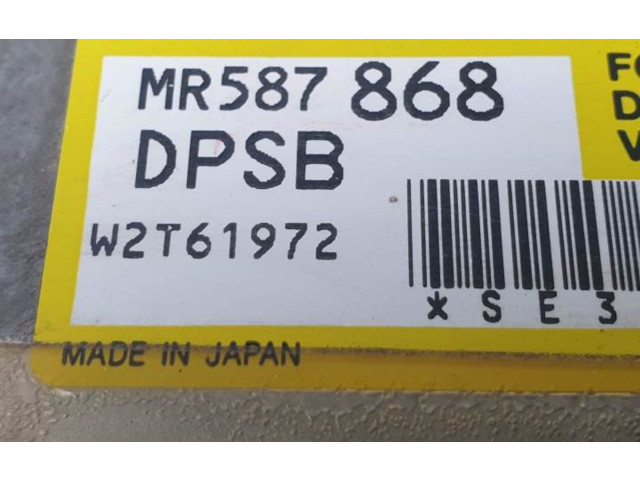 MR587 868
DPSB
W2T61972
*SE3
MADE IN JAPAN